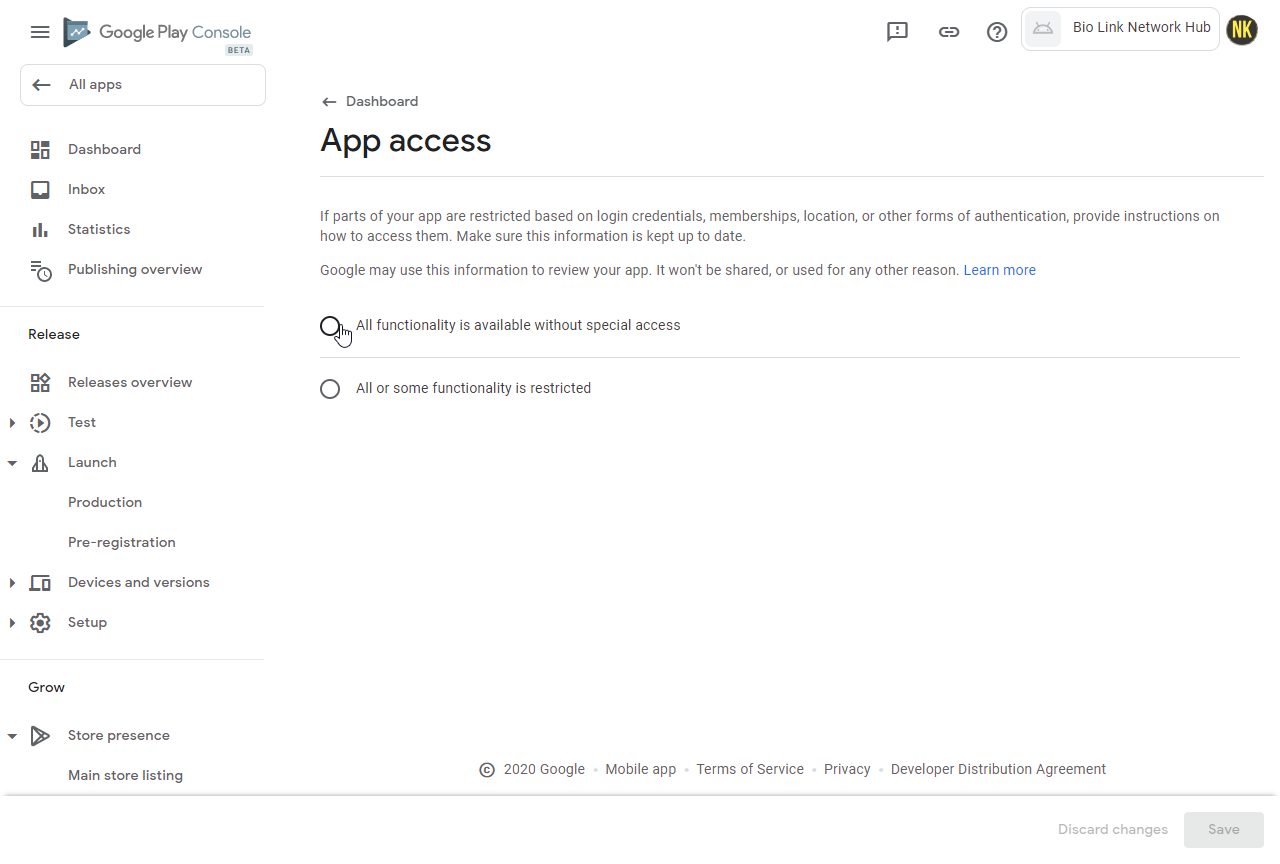 Google Play Console
BETA
Bio Link Network Hub
NK
All apps
Dashboard
Inbox
Statistics
Publishing overview
Release
Releases overview
Test
Launch
Production
Pre-registration
Devices and versions
Setup
Grow
Store presence
Main store listing
Dashboard
App access
If parts of your app are restricted based on login credentials, memberships, location, or other forms of authentication, provide instructions on
how to access them. Make sure this information is kept up to date.
Google may use this information to review your app. It won't be shared, or used for any other reason. Learn more
All functionality is available without special access
All or some functionality is restricted
© 2020 Google • Mobile app • Terms of Service • Privacy • Developer Distribution Agreement
Discard changes
Save